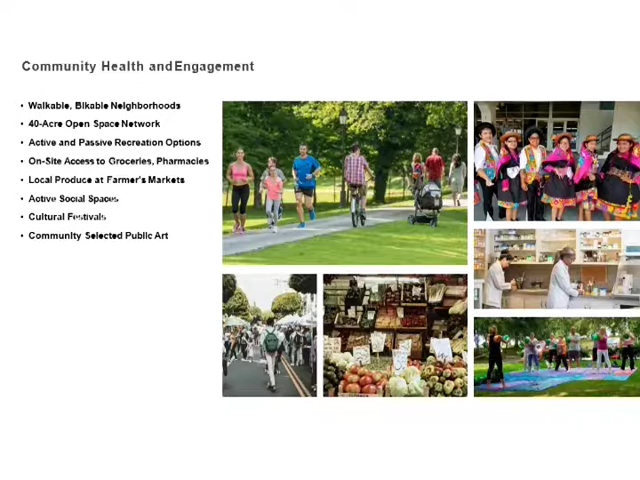 Community Health and Engagement
• Walkable, Bikable Neighborhoods
• 40-Acre Open Space Network
• Active and Passive Recreation Options
• On-Site Access to Groceries, Pharmacies
• Local Produce at Farmer's Markets
• Active Social Spaces
• Cultural Festivals
• Community Selected Public Art